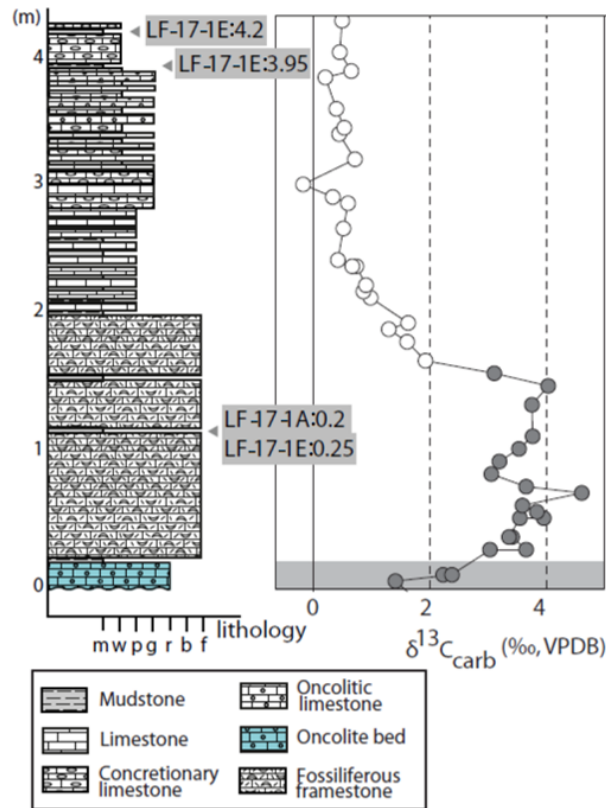 (m)
4
LF-17-1E:4.2
LF-17-1E:3.95
3
2
LF-17-1A:0.2
LF-17-1E:0.25
1
0
m w p g r b f
lithology
0 2 4
δ13Ccarb (‰, VPDB)
Mudstone
Oncolitic
limestone
Limestone
Oncolite bed
Concretionary
limestone
Fossiliferous
framestone